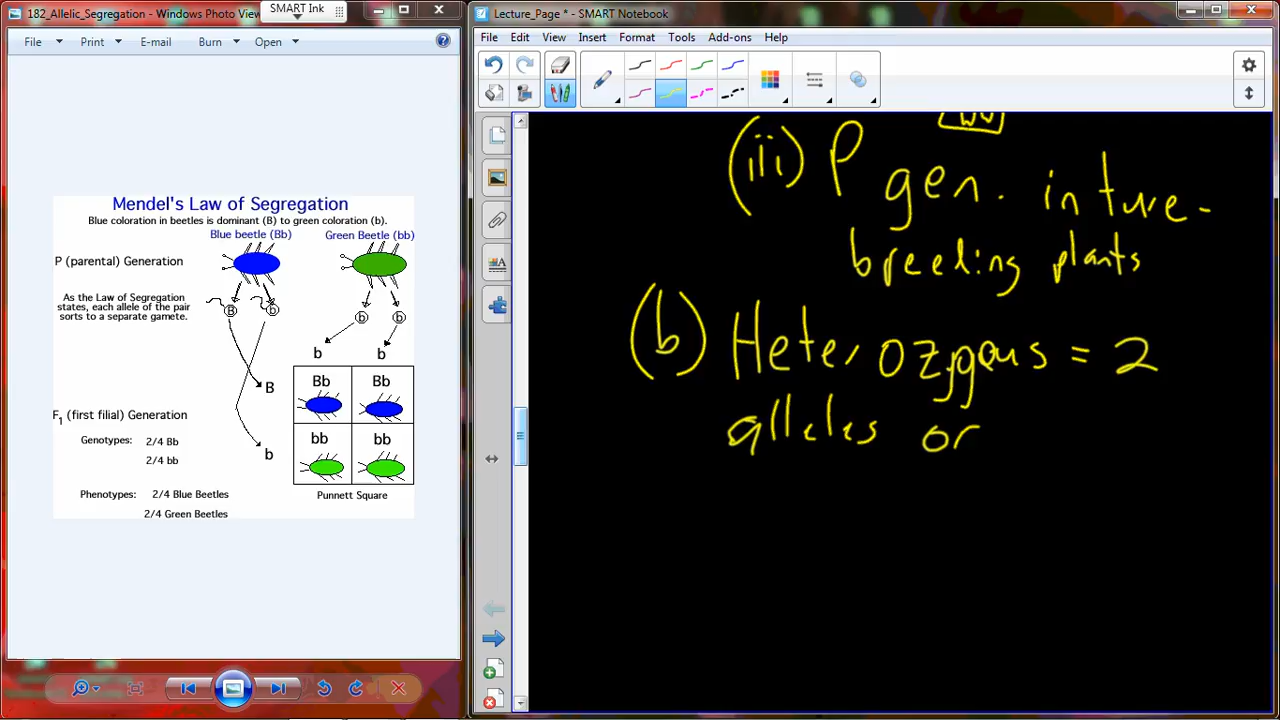 182_Allelic_Segregation - Windows Photo View
SMART Ink
File Print E-mail Burn Open
Mendel's Law of Segregation
Blue coloration in beetles is dominant (B) to green coloration (b).
Blue beetle (Bb) Green Beetle (bb)
P (parental) Generation
As the Law of Segregation
states, each allele of the pair
sorts to a separate gamete.
B b b b
b b
B Bb Bb
F1 (first filial) Generation
Genotypes: 2/4 Bb
2/4 bb
b bb bb
Phenotypes: 2/4 Blue Beetles
2/4 Green Beetles
Punnett Square
Lecture_Page * - SMART Notebook
File Edit View Insert Format Tools Add-ons Help
(iii) P gen. in ture-
breeding plants
(b) Heterozygous = 2
alleles or